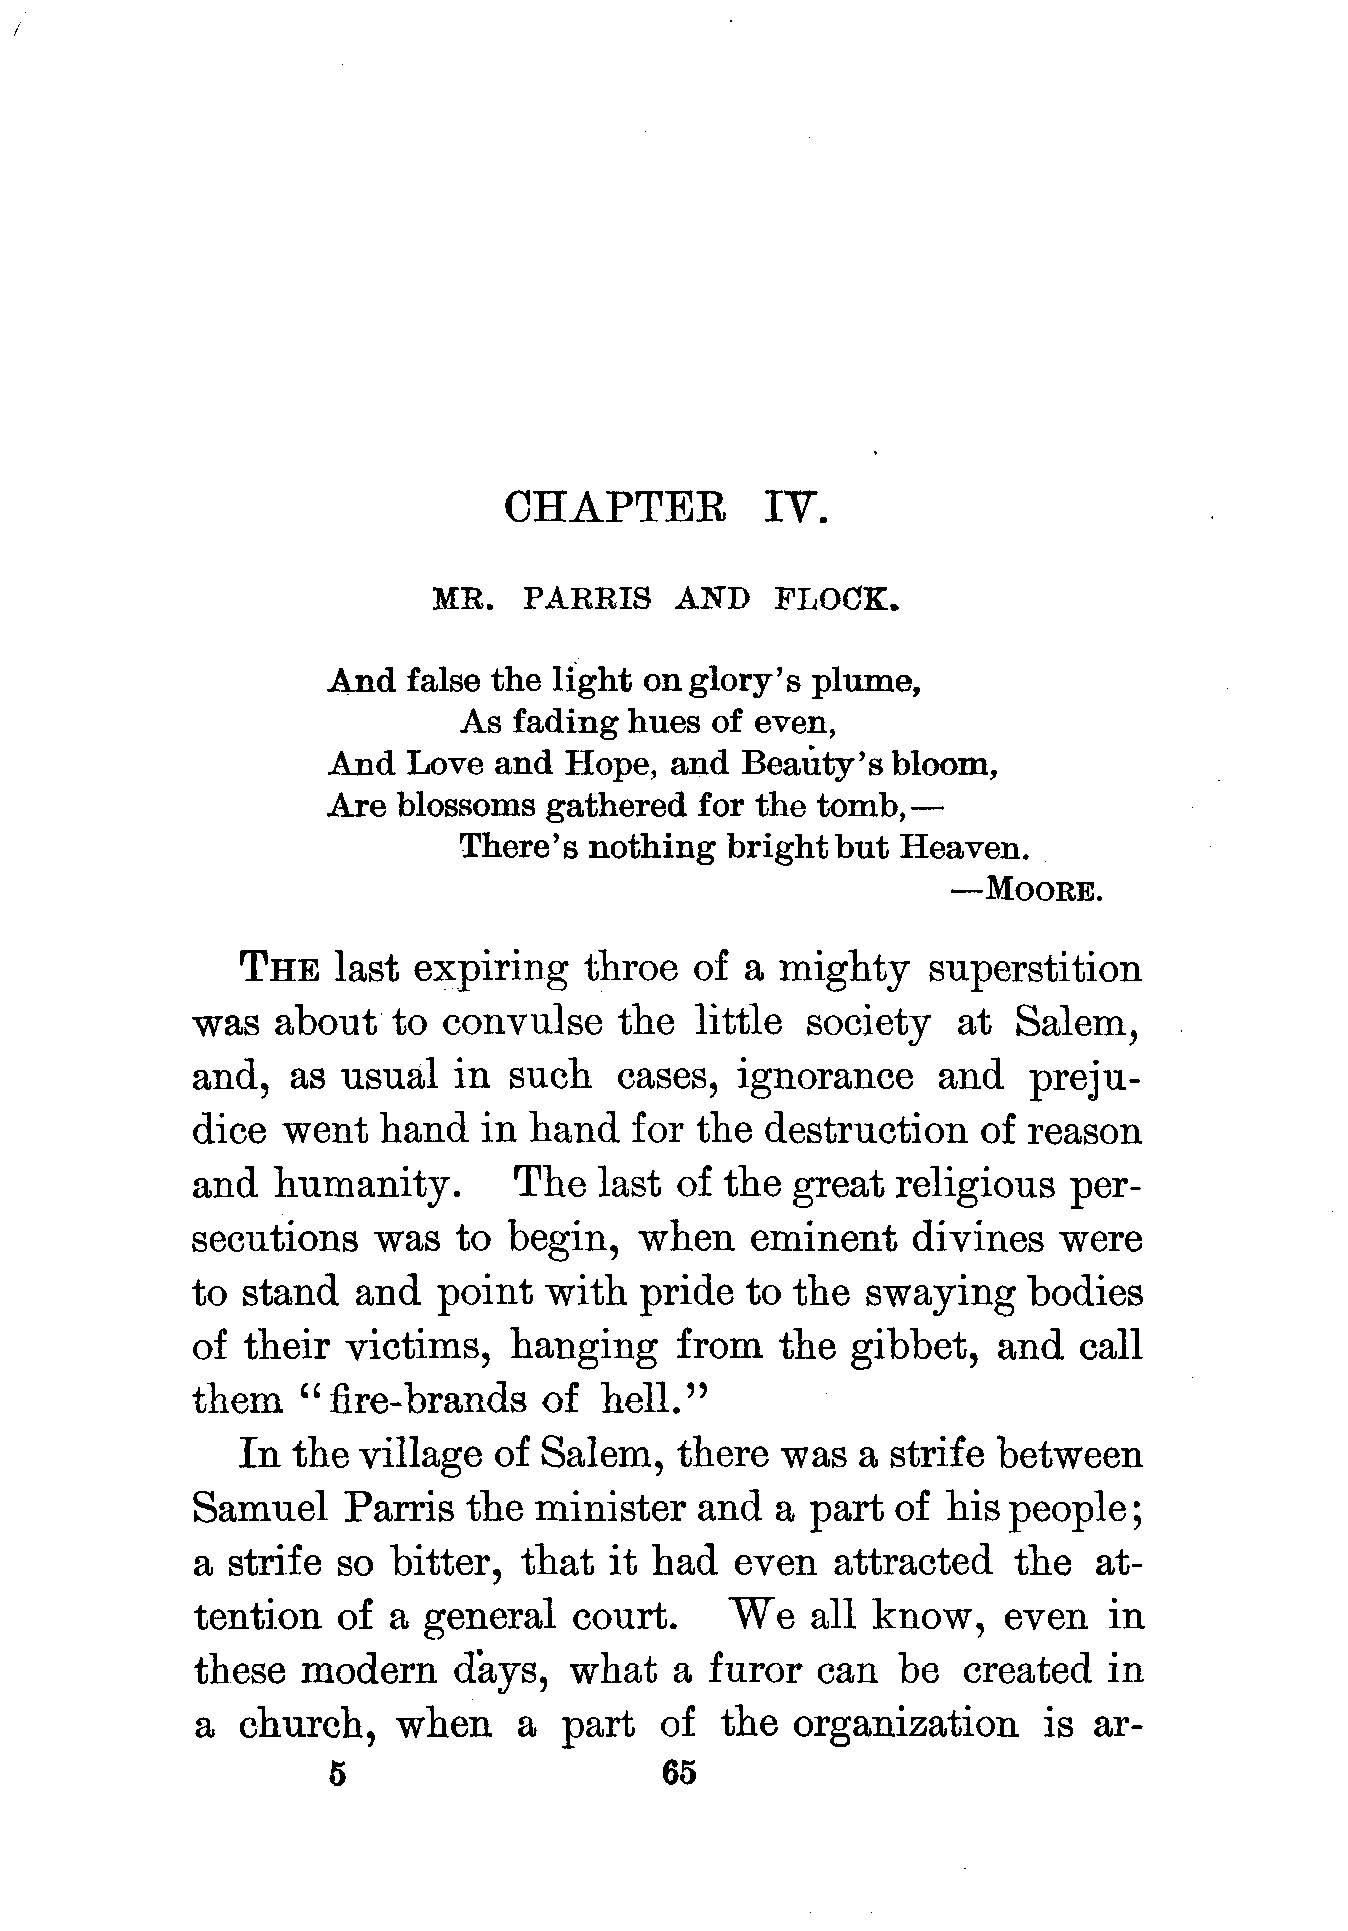 CHAPTER IV.
MR. PARRIS AND FLOCK.
And false the light on glory's plume,
As fading hues of even,
And Love and Hope, and Beauty's bloom,
Are blossoms gathered for the tomb,—
There's nothing bright but Heaven.
—MOORE.
THE last expiring throe of a mighty superstition
was about to convulse the little society at Salem,
and, as usual in such cases, ignorance and preju-
dice went hand in hand for the destruction of reason
and humanity. The last of the great religious per-
secutions was to begin, when eminent divines were
to stand and point with pride to the swaying bodies
of their victims, hanging from the gibbet, and call
them "fire-brands of hell."
In the village of Salem, there was a strife between
Samuel Parris the minister and a part of his people;
a strife so bitter, that it had even attracted the at-
tention of a general court. We all know, even in
these modern days, what a furor can be created in
a church, when a part of the organization is ar-
5 65